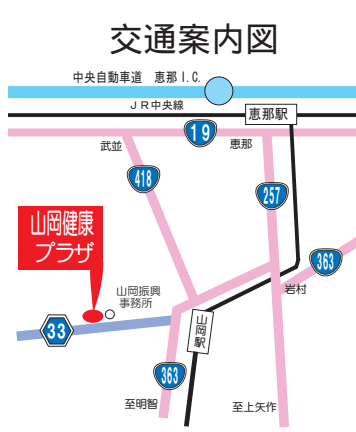 交通案内図
中央自動車道　恵那 I.C.
JR中央線
恵那駅
19
武並
恵那
418
257
山岡健康
プラザ
363
山岡振興
事務所
岩村
33
山岡駅
363
至明智
至上矢作